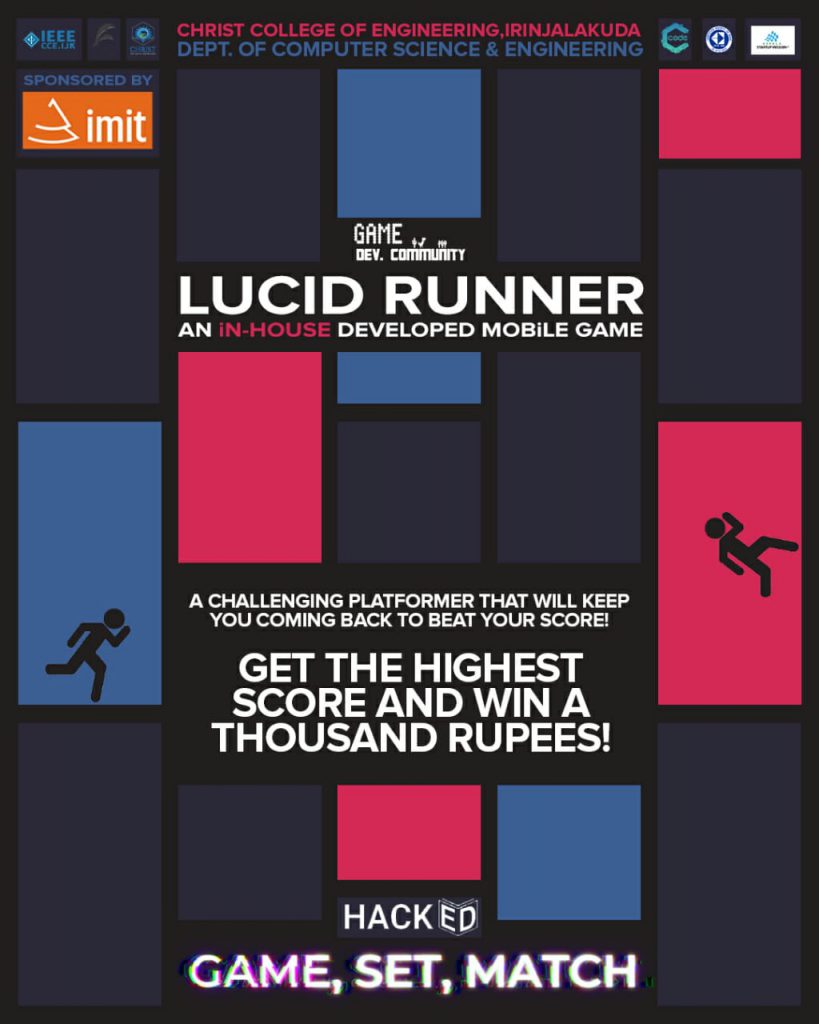 IEEE
CCE.IJK
CHRIST
CHRIST COLLEGE OF ENGINEERING,IRINJALAKUDA
DEPT. OF COMPUTER SCIENCE & ENGINEERING
code
SPONSORED BY
imit
GAME
DEV. COMMUNITY
LUCID RUNNER
AN iN-HOUSE DEVELOPED MOBiLE GAME
A CHALLENGING PLATFORMER THAT WILL KEEP
YOU COMING BACK TO BEAT YOUR SCORE!
GET THE HIGHEST
SCORE AND WIN A
THOUSAND RUPEES!
HACKED
GAME, SET, MATCH